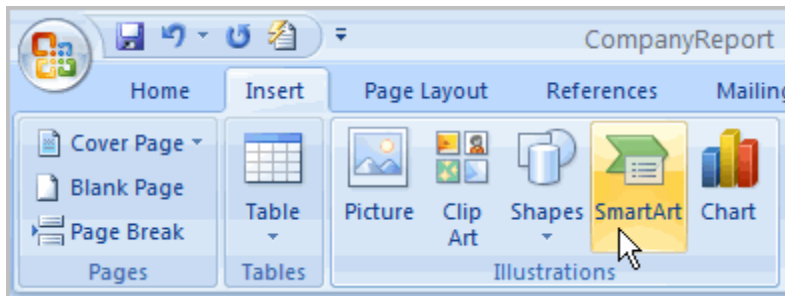 CompanyReport
Home Insert Page Layout References Mailing
Cover Page
Blank Page
Page Break
Pages
Table
Tables
Picture
Clip
Art
Shapes
SmartArt
Chart
Illustrations